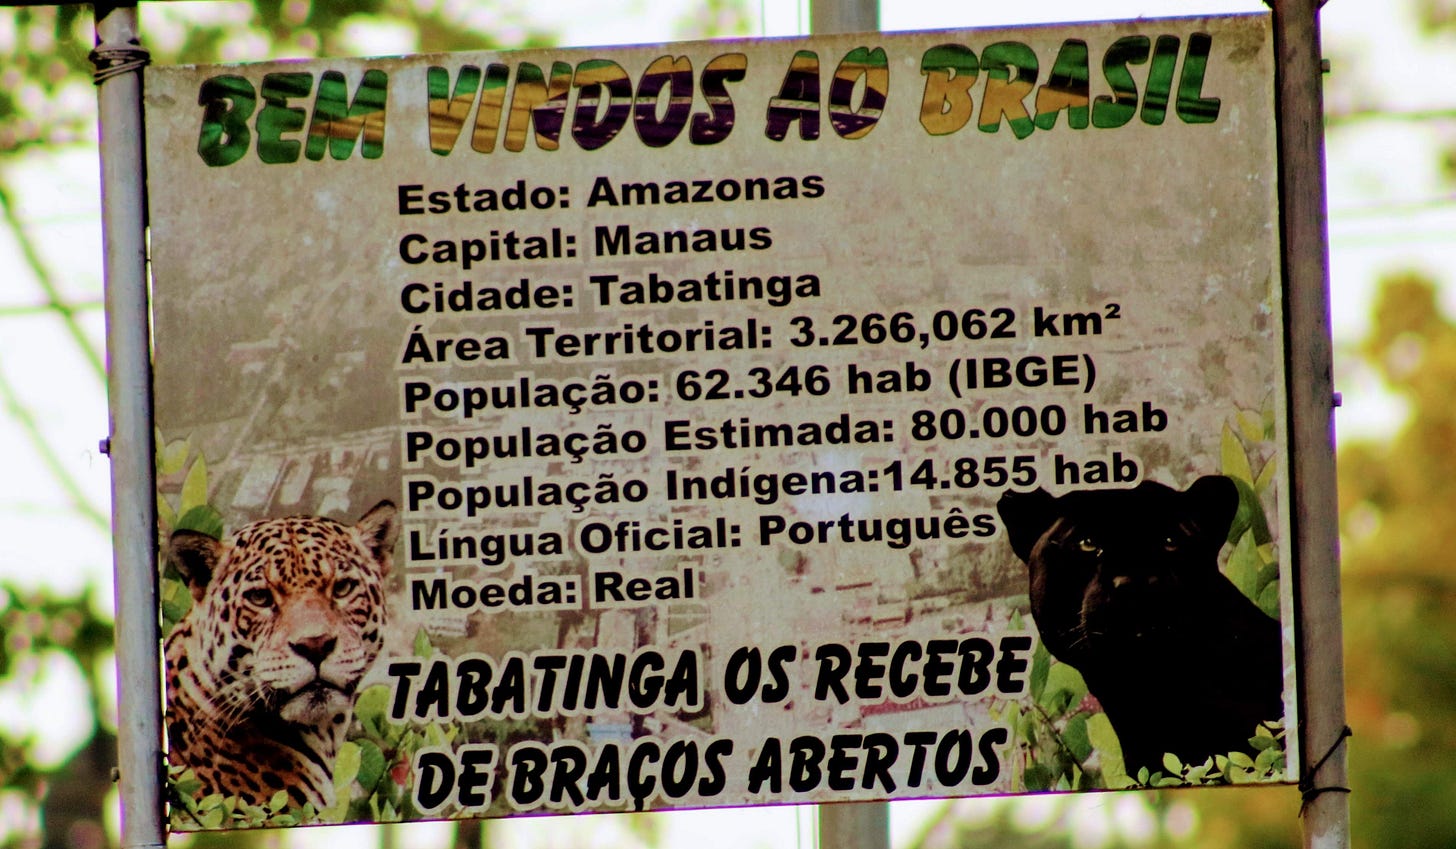 BEM VINDOS AO BRASIL
Estado: Amazonas
Capital: Manaus
Cidade: Tabatinga
Área Territorial: 3.266,062 km²
População: 62.346 hab (IBGE)
População Estimada: 80.000 hab
População Indígena:14.855 hab
Língua Oficial: Português
Moeda: Real
TABATINGA OS RECEBE
DE BRAÇOS ABERTOS